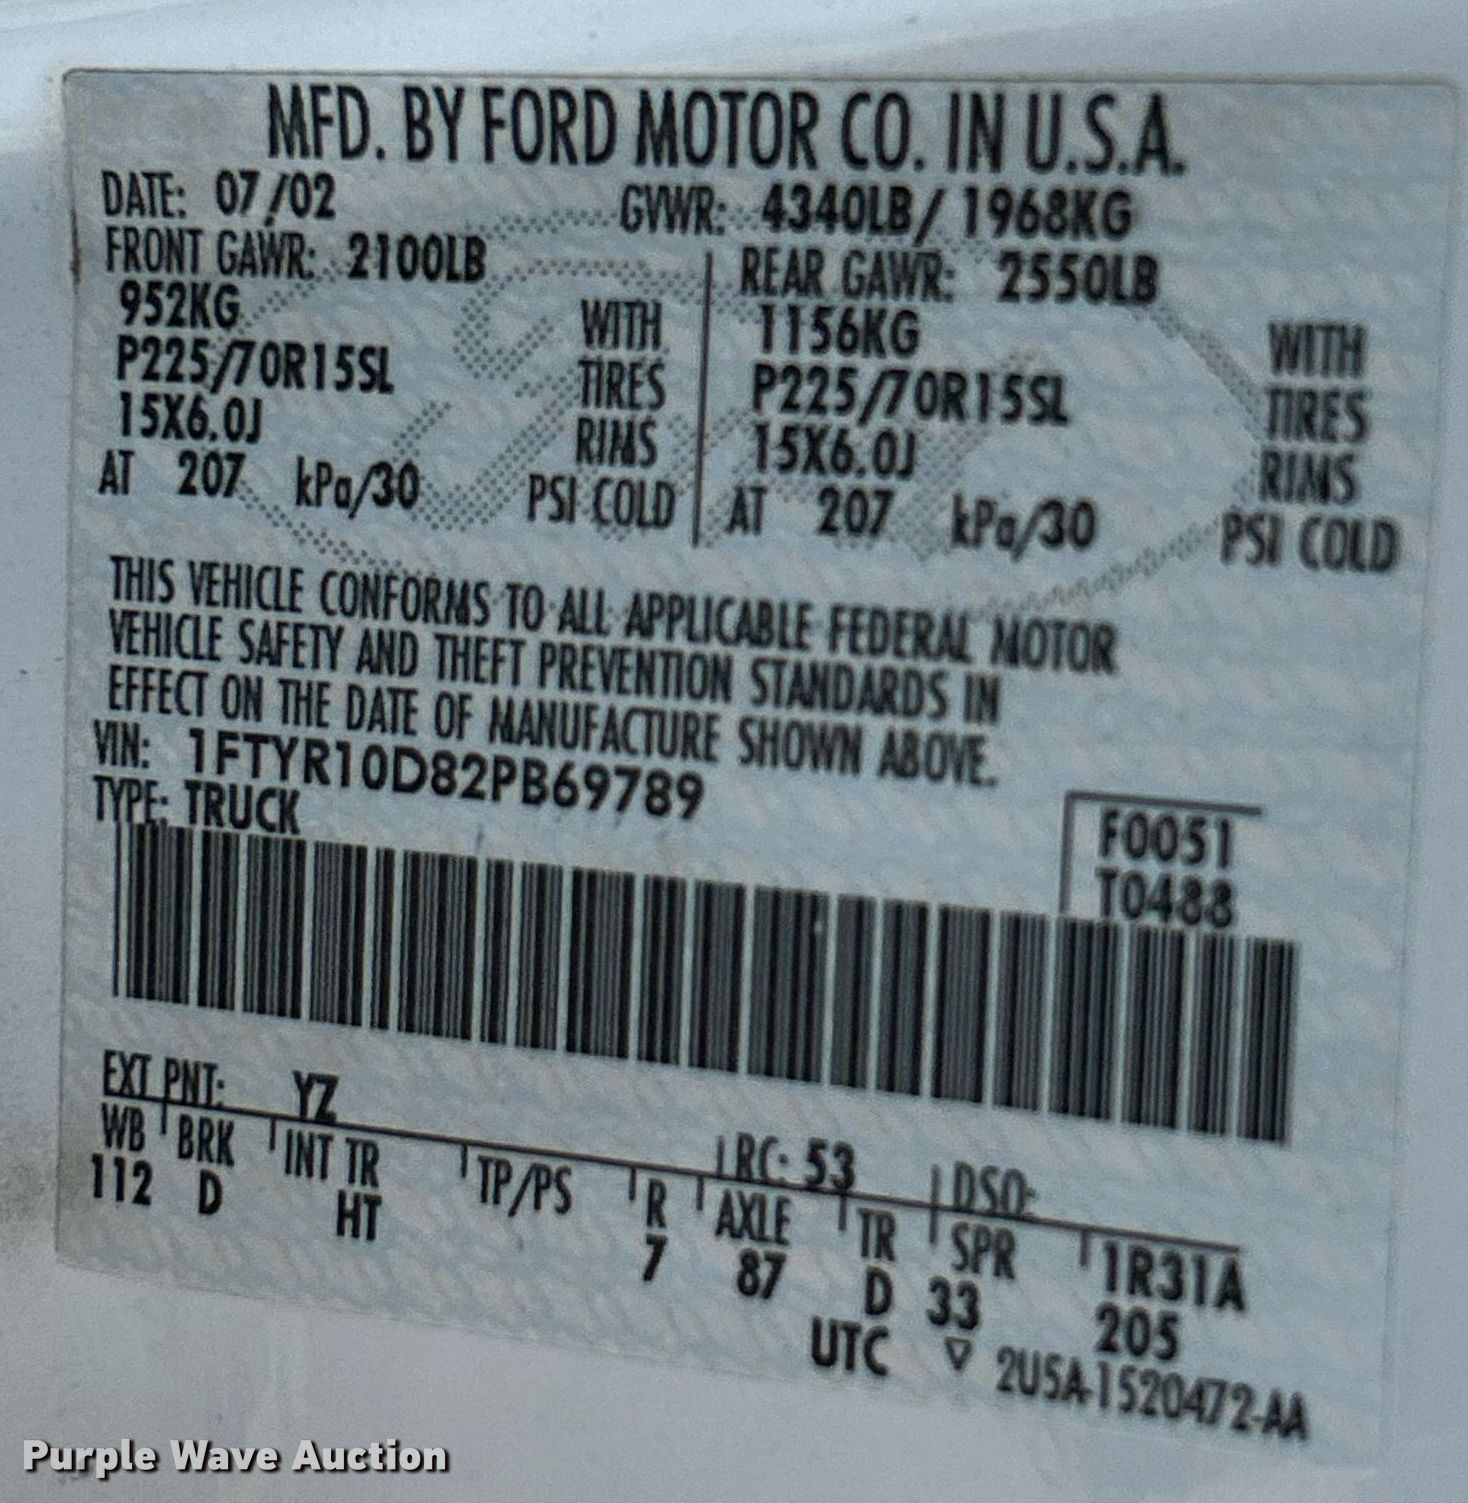 MFD. BY FORD MOTOR CO. IN U.S.A.
DATE: 07/02 GVWR: 4340LB/ 1968KG
FRONT GAWR: 2100LB REAR GAWR: 2550LB
952KG WITH 1156KG WITH
P225/70R15SL TIRES P225/70R15SL TIRES
15X6.0J RIMS 15X6.0J RIMS
AT 207 kPa/30 PSI COLD AT 207 kPa/30 PSI COLD
THIS VEHICLE CONFORMS TO ALL APPLICABLE FEDERAL MOTOR
VEHICLE SAFETY AND THEFT PREVENTION STANDARDS IN
EFFECT ON THE DATE OF MANUFACTURE SHOWN ABOVE.
VIN: 1FTYR10D82PB69789
TYPE: TRUCK
F0051
T0488
EXT PNT: YZ RC: 53 DSO:
WB BRK INT TR TP/PS R AXLE TR SPR 1R31A
112 D HT 7 87 D 33 205
UTC ▽ 2U5A-1520472-AA
Purple Wave Auction